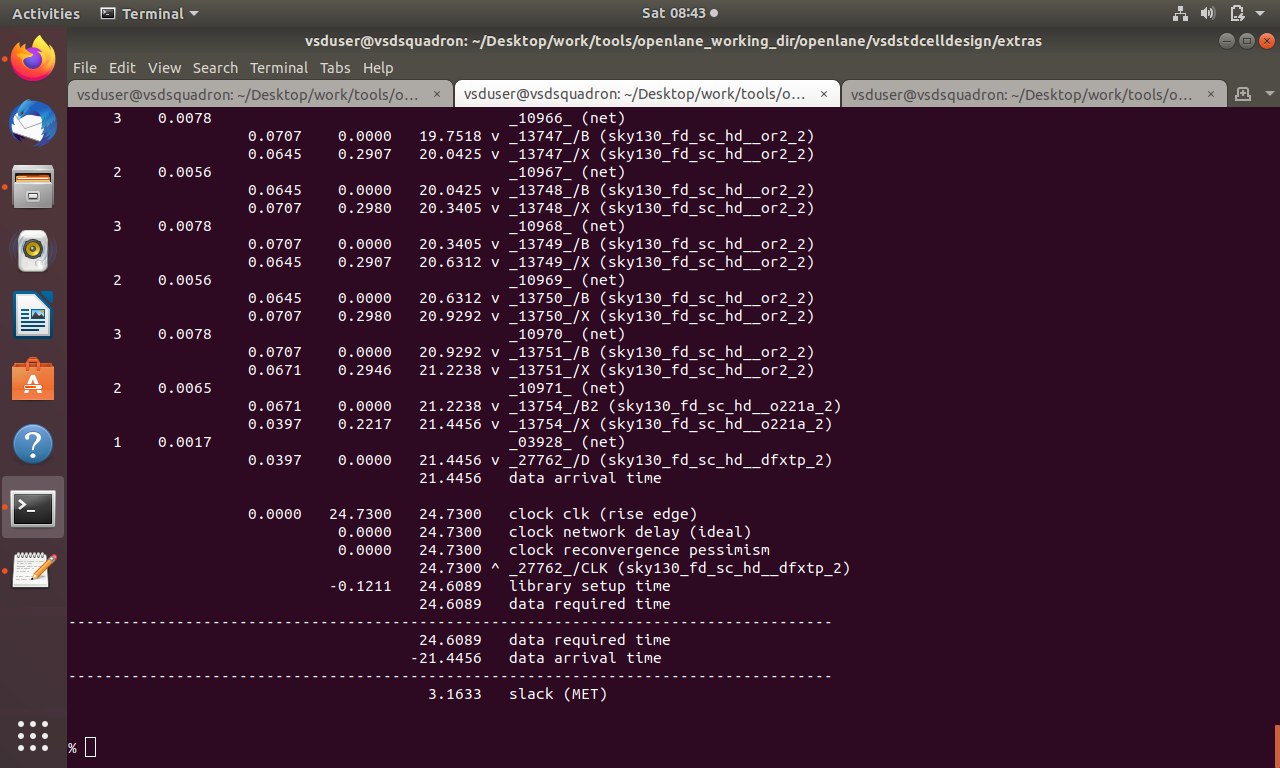 Activities Terminal Sat 08:43
vsduser@vsdsquadron: ~/Desktop/work/tools/openlane_working_dir/openlane/vsdstdcelldesign/extras
File Edit View Search Terminal Tabs Help
vsduser@vsdsquadron: ~/Desktop/work/tools/o... × vsduser@vsdsquadron: ~/Desktop/work/tools/o... × vsduser@vsdsquadron: ~/Desktop/work/tools/o... ×
3 0.0078 _10966_ (net)
0.0707 0.0000 19.7518 v _13747_/B (sky130_fd_sc_hd__or2_2)
0.0645 0.2907 20.0425 v _13747_/X (sky130_fd_sc_hd__or2_2)
2 0.0056 _10967_ (net)
0.0645 0.0000 20.0425 v _13748_/B (sky130_fd_sc_hd__or2_2)
0.0707 0.2980 20.3405 v _13748_/X (sky130_fd_sc_hd__or2_2)
3 0.0078 _10968_ (net)
0.0707 0.0000 20.3405 v _13749_/B (sky130_fd_sc_hd__or2_2)
0.0645 0.2907 20.6312 v _13749_/X (sky130_fd_sc_hd__or2_2)
2 0.0056 _10969_ (net)
0.0645 0.0000 20.6312 v _13750_/B (sky130_fd_sc_hd__or2_2)
0.0707 0.2980 20.9292 v _13750_/X (sky130_fd_sc_hd__or2_2)
3 0.0078 _10970_ (net)
0.0707 0.0000 20.9292 v _13751_/B (sky130_fd_sc_hd__or2_2)
0.0671 0.2946 21.2238 v _13751_/X (sky130_fd_sc_hd__or2_2)
2 0.0065 _10971_ (net)
0.0671 0.0000 21.2238 v _13754_/B2 (sky130_fd_sc_hd__o221a_2)
0.0397 0.2217 21.4456 v _13754_/X (sky130_fd_sc_hd__o221a_2)
1 0.0017 _03928_ (net)
0.0397 0.0000 21.4456 v _27762_/D (sky130_fd_sc_hd__dfxtp_2)
21.4456 data arrival time
0.0000 24.7300 24.7300 clock clk (rise edge)
0.0000 24.7300 clock network delay (ideal)
0.0000 24.7300 clock reconvergence pessimism
24.7300 ^ _27762_/CLK (sky130_fd_sc_hd__dfxtp_2)
-0.1211 24.6089 library setup time
24.6089 data required time
-------------------------------------------------------------------------------------
24.6089 data required time
-21.4456 data arrival time
-------------------------------------------------------------------------------------
3.1633 slack (MET)
%